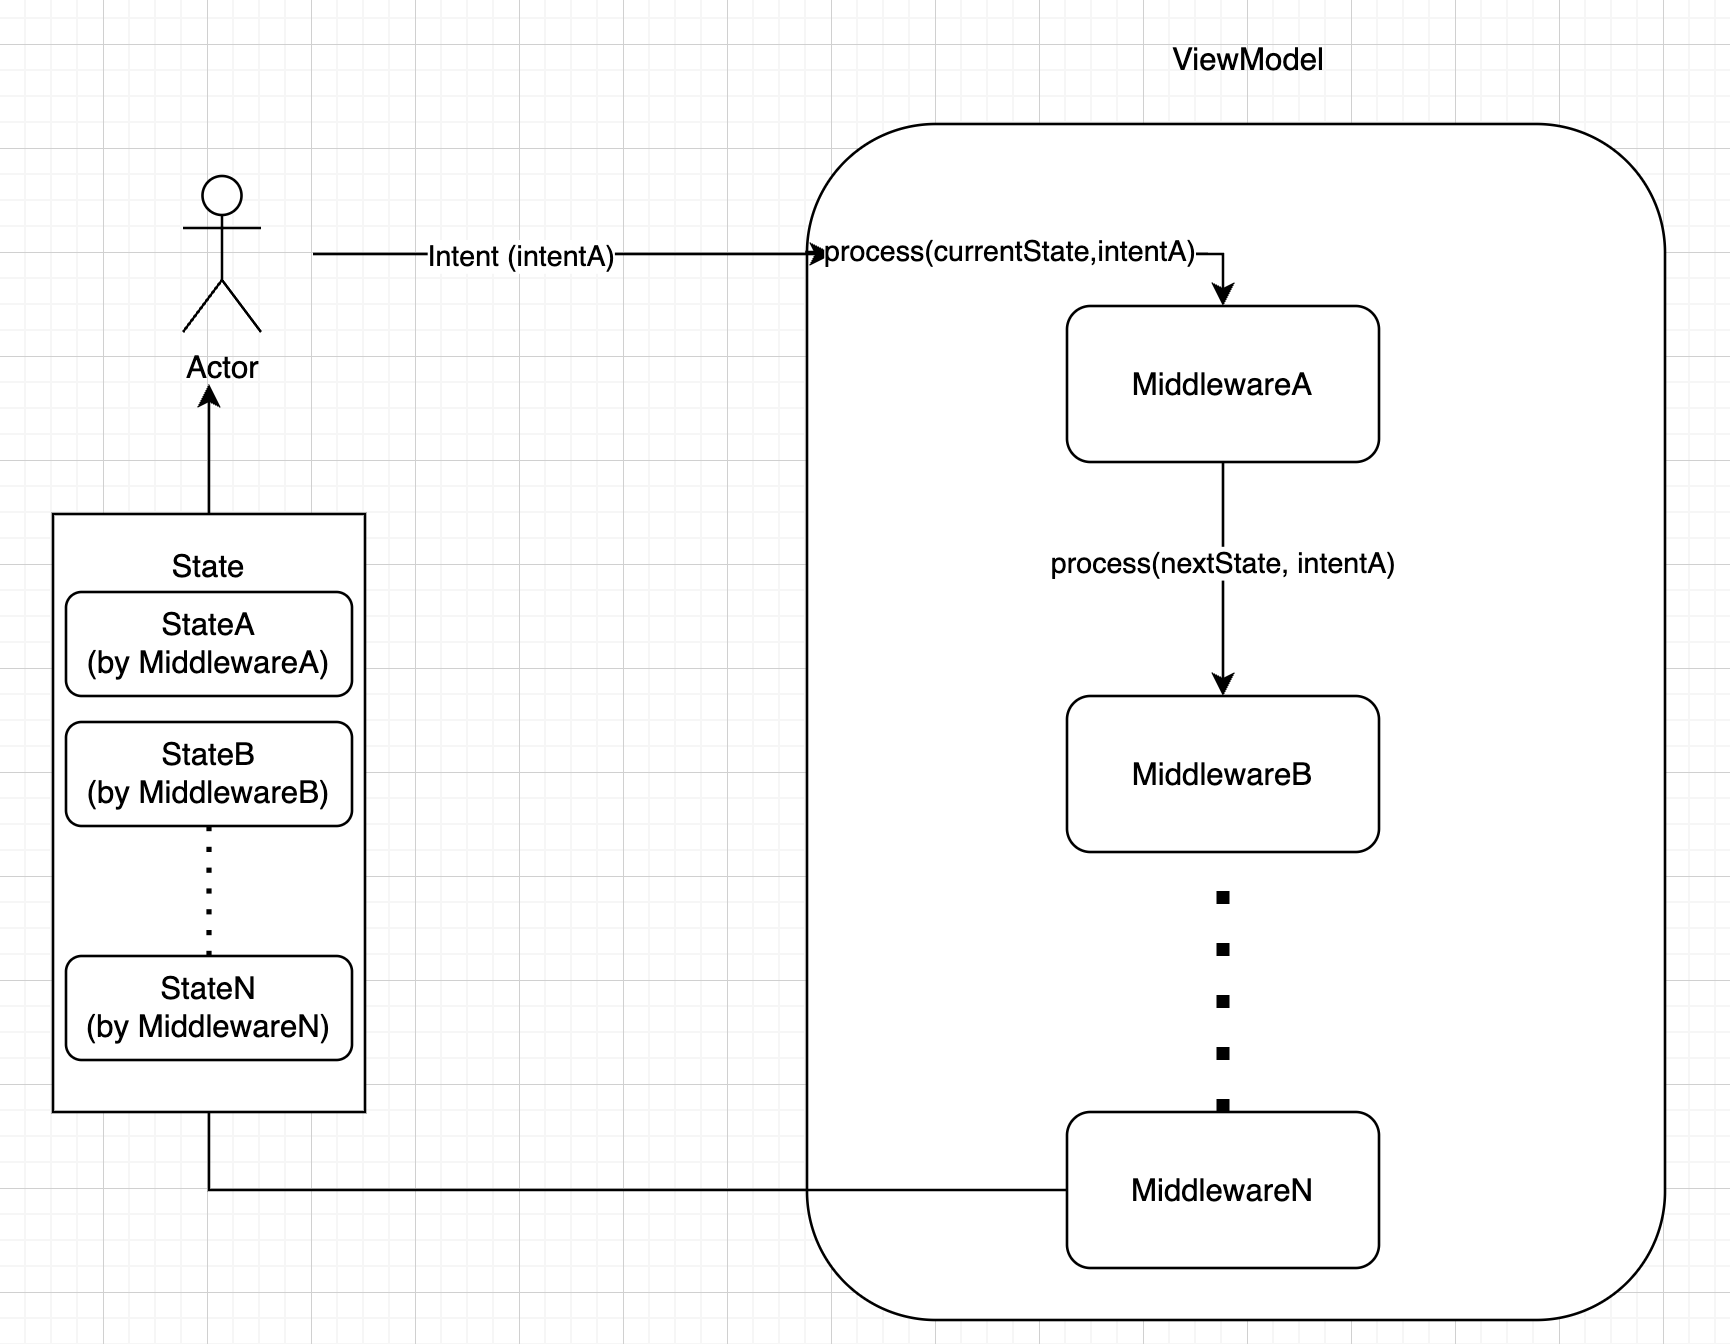 ViewModel
Intent (intentA)
process(currentState,intentA)
Actor
MiddlewareA
process(nextState, intentA)
State
StateA
(by MiddlewareA)
StateB
(by MiddlewareB)
MiddlewareB
StateN
(by MiddlewareN)
MiddlewareN